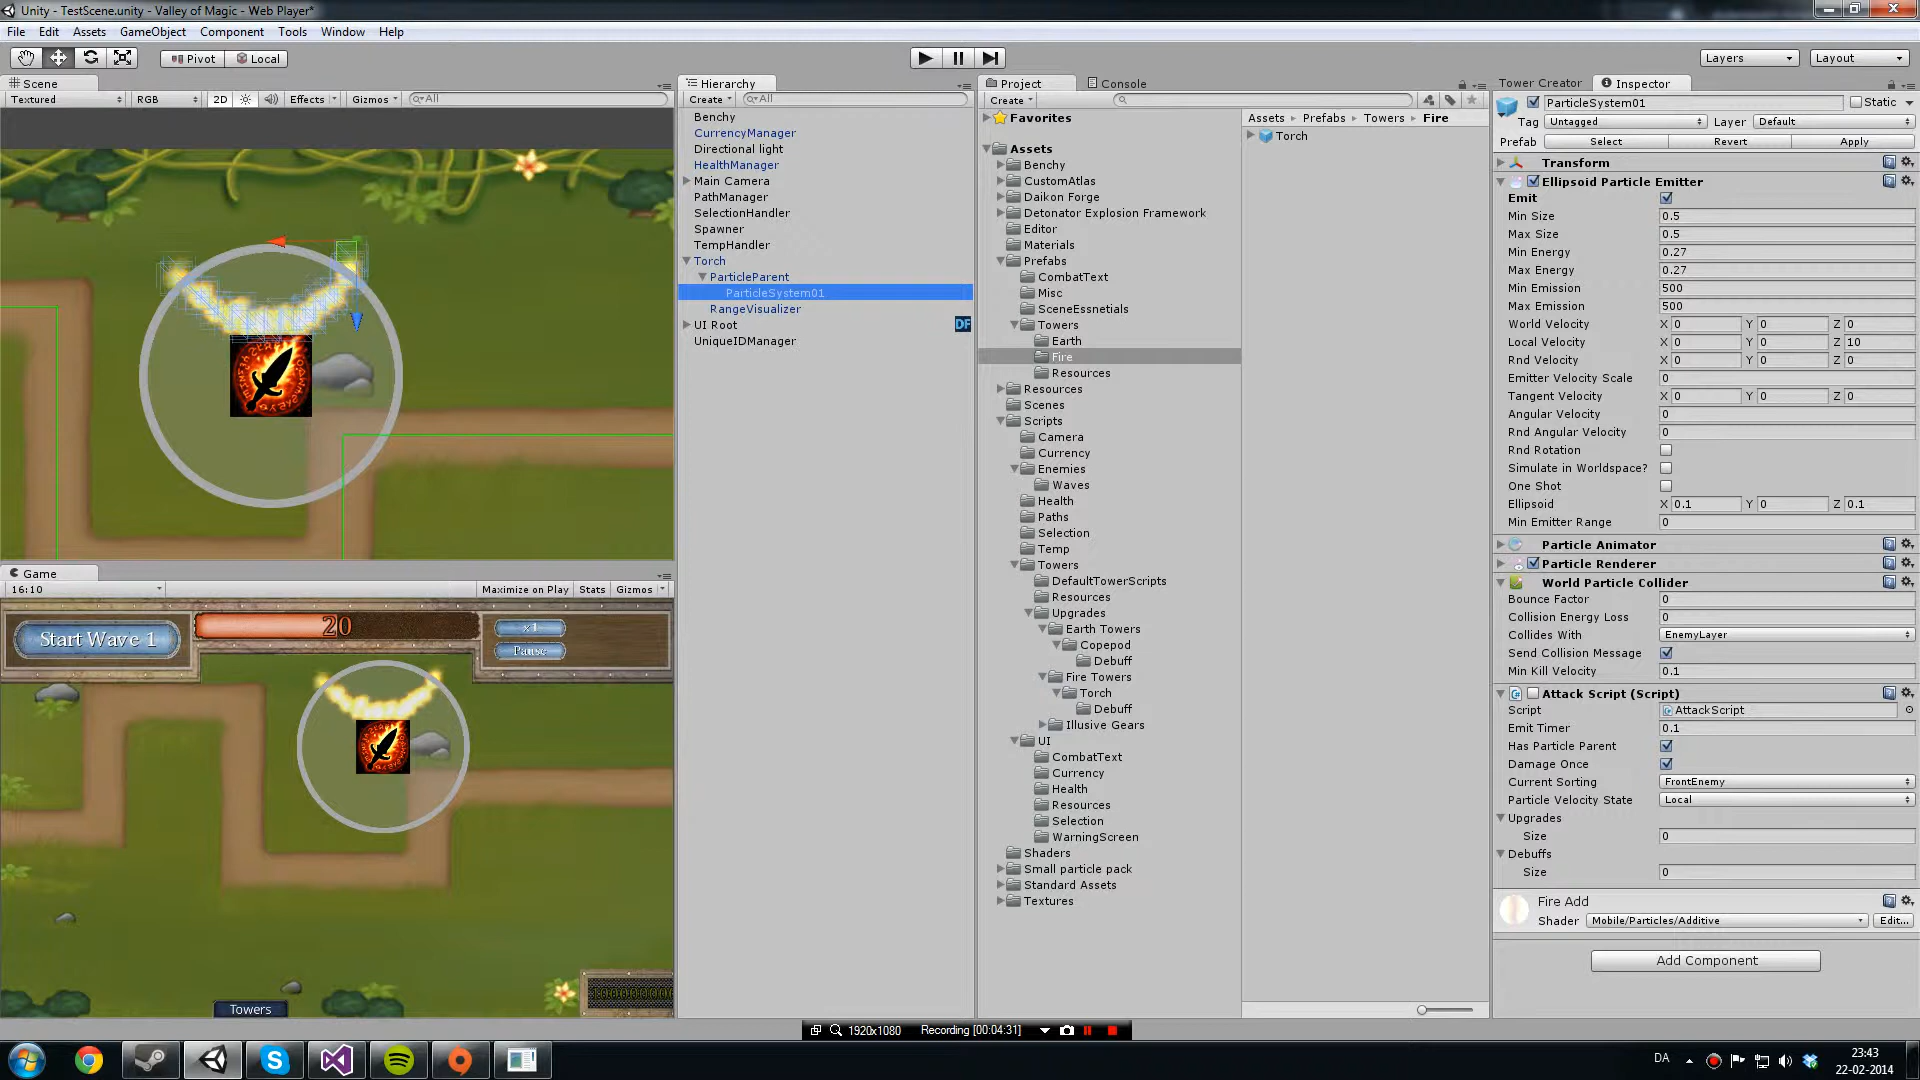 Unity - TestScene.unity - Valley of Magic - Web Player*
File Edit Assets GameObject Component Tools Window Help
Pivot Local Layers Layout
Scene
Textured RGB 2D Effects Gizmos All
Hierarchy
Create All
Benchy
CurrencyManager
Directional light
HealthManager
Main Camera
PathManager
SelectionHandler
Spawner
TempHandler
Torch
ParticleParent
ParticleSystem01
RangeVisualizer
UI Root DF
UniqueIDManager
Project Console
Create
Favorites
Assets
Benchy
CustomAtlas
Daikon Forge
Detonator Explosion Framework
Editor
Materials
Prefabs
CombatText
Misc
SceneEssnetials
Towers
Earth
Fire
Resources
Resources
Scenes
Scripts
Camera
Currency
Enemies
Waves
Health
Paths
Selection
Temp
Towers
DefaultTowerScripts
Resources
Upgrades
Earth Towers
Copepod
Debuff
Fire Towers
Torch
Debuff
Illusive Gears
UI
CombatText
Currency
Health
Resources
Selection
WarningScreen
Shaders
Small particle pack
Standard Assets
Textures
Assets Prefabs Towers Fire
Torch
Tower Creator Inspector
ParticleSystem01 Static
Tag Untagged Layer Default
Prefab Select Revert Apply
Transform
Ellipsoid Particle Emitter
Emit
Min Size 0.5
Max Size 0.5
Min Energy 0.27
Max Energy 0.27
Min Emission 500
Max Emission 500
World Velocity X 0 Y 0 Z 0
Local Velocity X 0 Y 0 Z 10
Rnd Velocity X 0 Y 0 Z 0
Emitter Velocity Scale 0
Tangent Velocity X 0 Y 0 Z 0
Angular Velocity 0
Rnd Angular Velocity 0
Rnd Rotation
Simulate in Worldspace?
One Shot
Ellipsoid X 0.1 Y 0 Z 0.1
Min Emitter Range 0
Particle Animator
Particle Renderer
World Particle Collider
Bounce Factor 0
Collision Energy Loss 0
Collides With EnemyLayer
Send Collision Message
Min Kill Velocity 0.1
Attack Script (Script)
Script AttackScript
Emit Timer 0.1
Has Particle Parent
Damage Once
Current Sorting FrontEnemy
Particle Velocity State Local
Upgrades
Size 0
Debuffs
Size 0
Fire Add
Shader Mobile/Particles/Additive Edit...
Add Component
Game
16:10 Maximize on Play Stats Gizmos
Start Wave 1 20 x1
Pause
Towers
1920x1080 Recording [00:04:31]
DA 23:43
22-02-2014